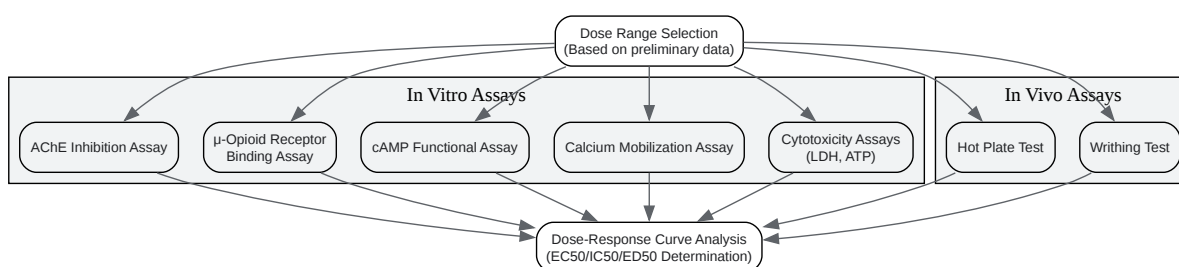 Dose Range Selection
(Based on preliminary data)
In Vitro Assays
In Vivo Assays
AChE Inhibition Assay
μ-Opioid Receptor
Binding Assay
cAMP Functional Assay
Calcium Mobilization Assay
Cytotoxicity Assays
(LDH, ATP)
Hot Plate Test
Writhing Test
Dose-Response Curve Analysis
(EC50/IC50/ED50 Determination)